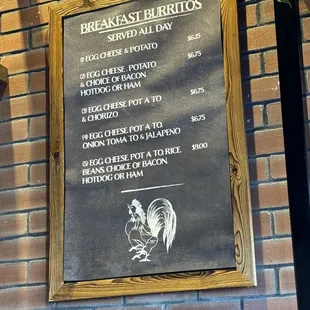 BREAKFAST BURRITOS
SERVED ALL DAY
(1) EGG CHEESE & POTATO $6.25
(2) EGG CHEESE , POTATO $6.75
& CHOICE of BACON
HOTDOG OR HAM
(3) EGG CHEESE POT A TO $6.75
& CHORIZO
(4) EGG CHEESE POT A TO $6.75
ONION TOMA TO & JALAPENO
(5) EGG CHEESE POT A TO, RICE $9.00
BEANS CHOICE of BACON,
HOTDOG OR HAM